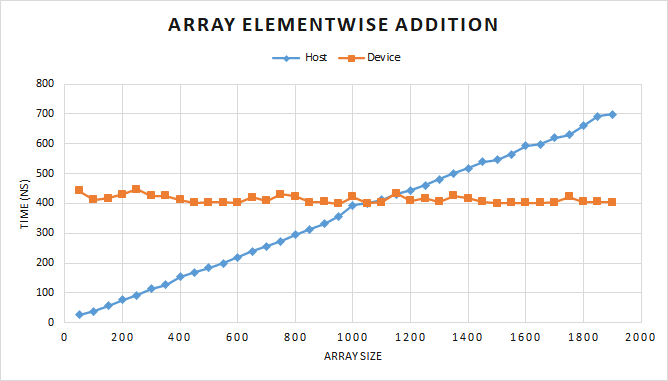 ARRAY ELEMENTWISE ADDITION
Host Device
800
700
600
500
400
300
200
100
0
TIME (NS)
0 200 400 600 800 1000 1200 1400 1600 1800 2000
ARRAY SIZE